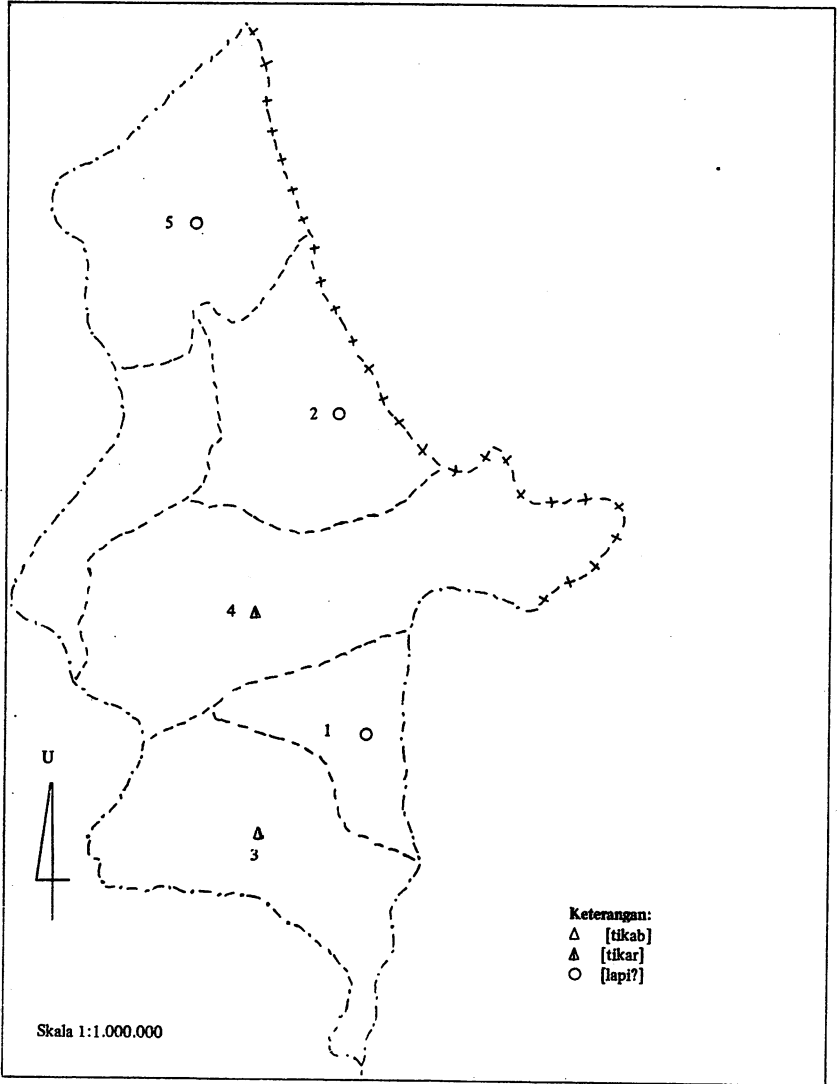 5
2
4
1
U
3
Keterangan:
[tikab]
[tikar]
[lapi?]
Skala 1:1.000.000